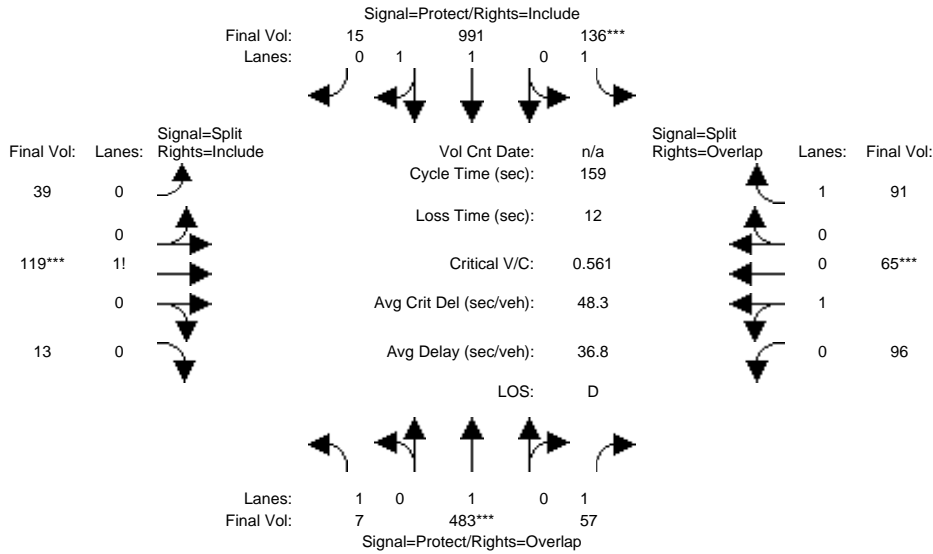 Signal=Protect/Rights=Include
Final Vol: 15 991 136***
Lanes: 0 1 1 0 1
Signal=Split
Final Vol: Lanes: Rights=Include
Vol Cnt Date: n/a
Signal=Split
Rights=Overlap Lanes: Final Vol:
Cycle Time (sec): 159
39 0
1 91
Loss Time (sec): 12
0
0
119*** 1!
Critical V/C: 0.561
0 65***
0
Avg Crit Del (sec/veh): 48.3
1
13 0
Avg Delay (sec/veh): 36.8
0 96
LOS: D
Lanes: 1 0 1 0 1
Final Vol: 7 483*** 57
Signal=Protect/Rights=Overlap